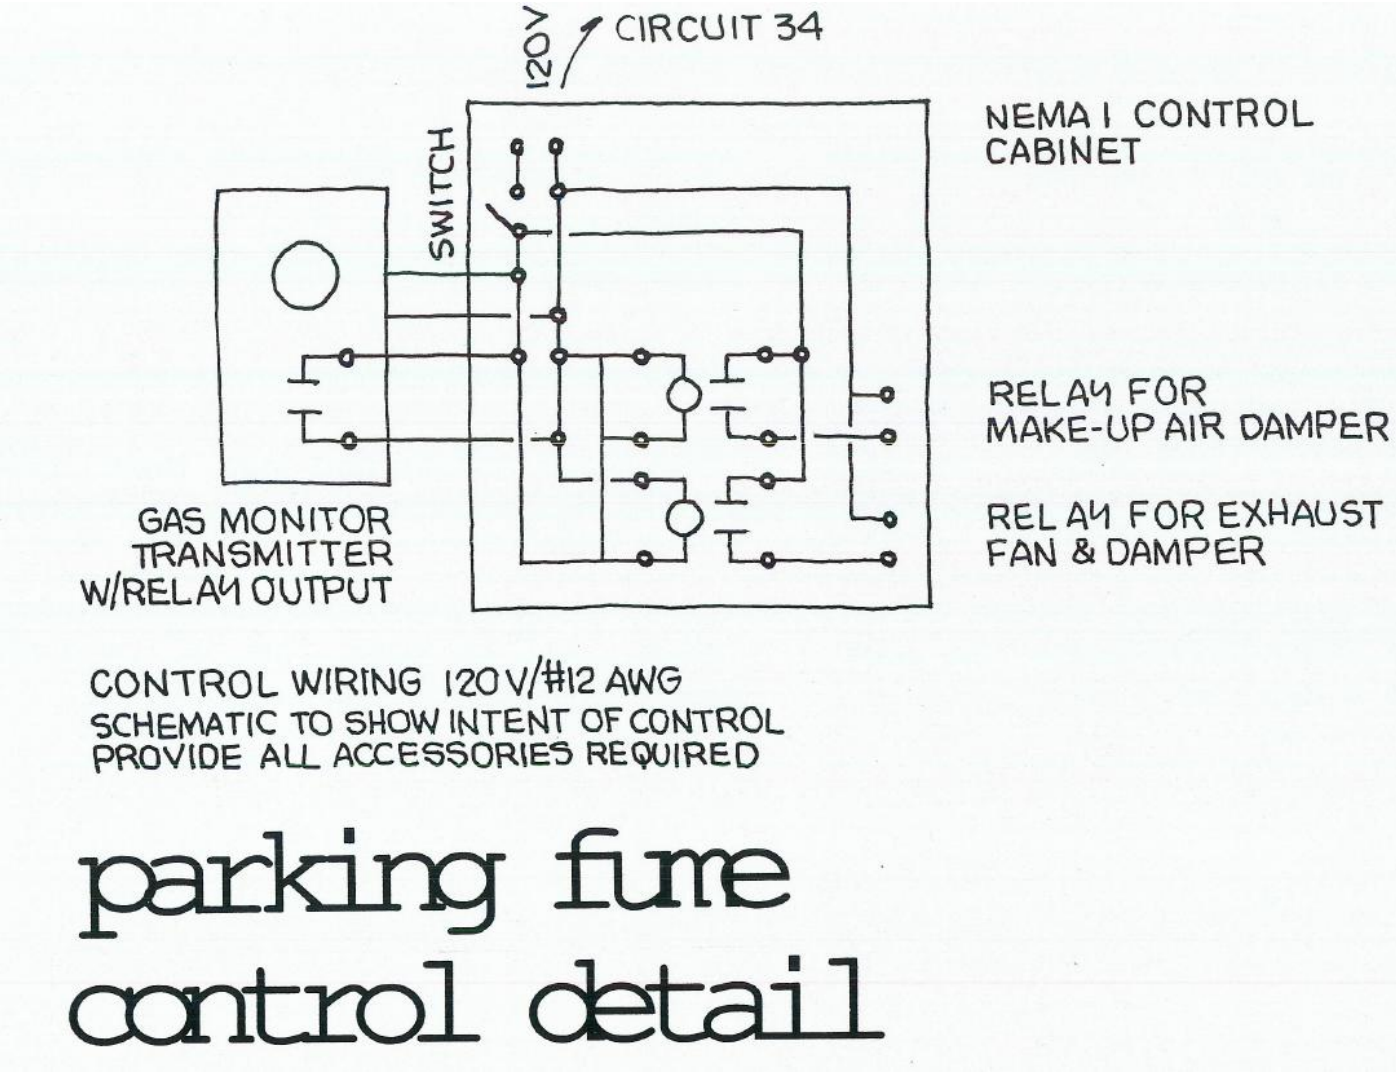 120V
CIRCUIT 34
SWITCH
NEMA 1 CONTROL
CABINET
RELAY FOR
MAKE-UP AIR DAMPER
RELAY FOR EXHAUST
FAN & DAMPER
GAS MONITOR
TRANSMITTER
W/RELAY OUTPUT
CONTROL WIRING 120V/#12 AWG
SCHEMATIC TO SHOW INTENT OF CONTROL
PROVIDE ALL ACCESSORIES REQUIRED
parking fume
control detail